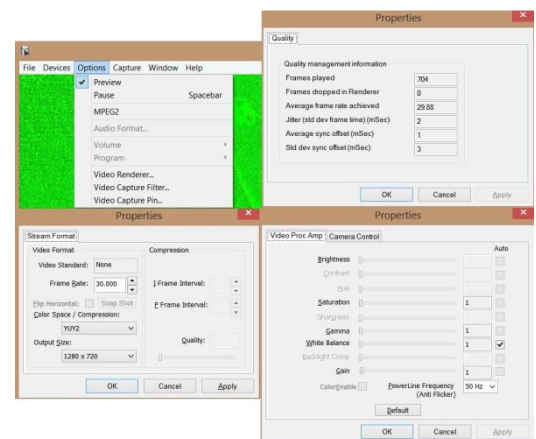 File Devices Options Capture Window Help
Preview
Pause Spacebar
MPEG2
Audio Format...
Volume
Program
Video Renderer...
Video Capture Filter...
Video Capture Pin...
Properties
Quality
Quality management information
Frames played 704
Frames dropped in Renderer 0
Average frame rate achieved 29.88
Jitter (std dev frame time) (mSec) 2
Average sync offset (mSec) 1
Std dev sync offset (mSec) 3
OK Cancel Apply
Properties
Stream Format
Video Format Compression
Video Standard: None
Frame Rate: 30.000 I Frame Interval:
Flip Horizontal: Snap Shot P Frame Interval:
Color Space / Compression:
YUY2
Output Size: Quality:
1280 x 720
OK Cancel Apply
Properties
Video Proc Amp Camera Control
Auto
Brightness
Contrast
Hue
Saturation 1
Sharpness
Gamma 1
White Balance 1
Backlight Comp
Gain 1
ColorEnable PowerLine Frequency 50 Hz
(Anti Flicker)
Default
OK Cancel Apply